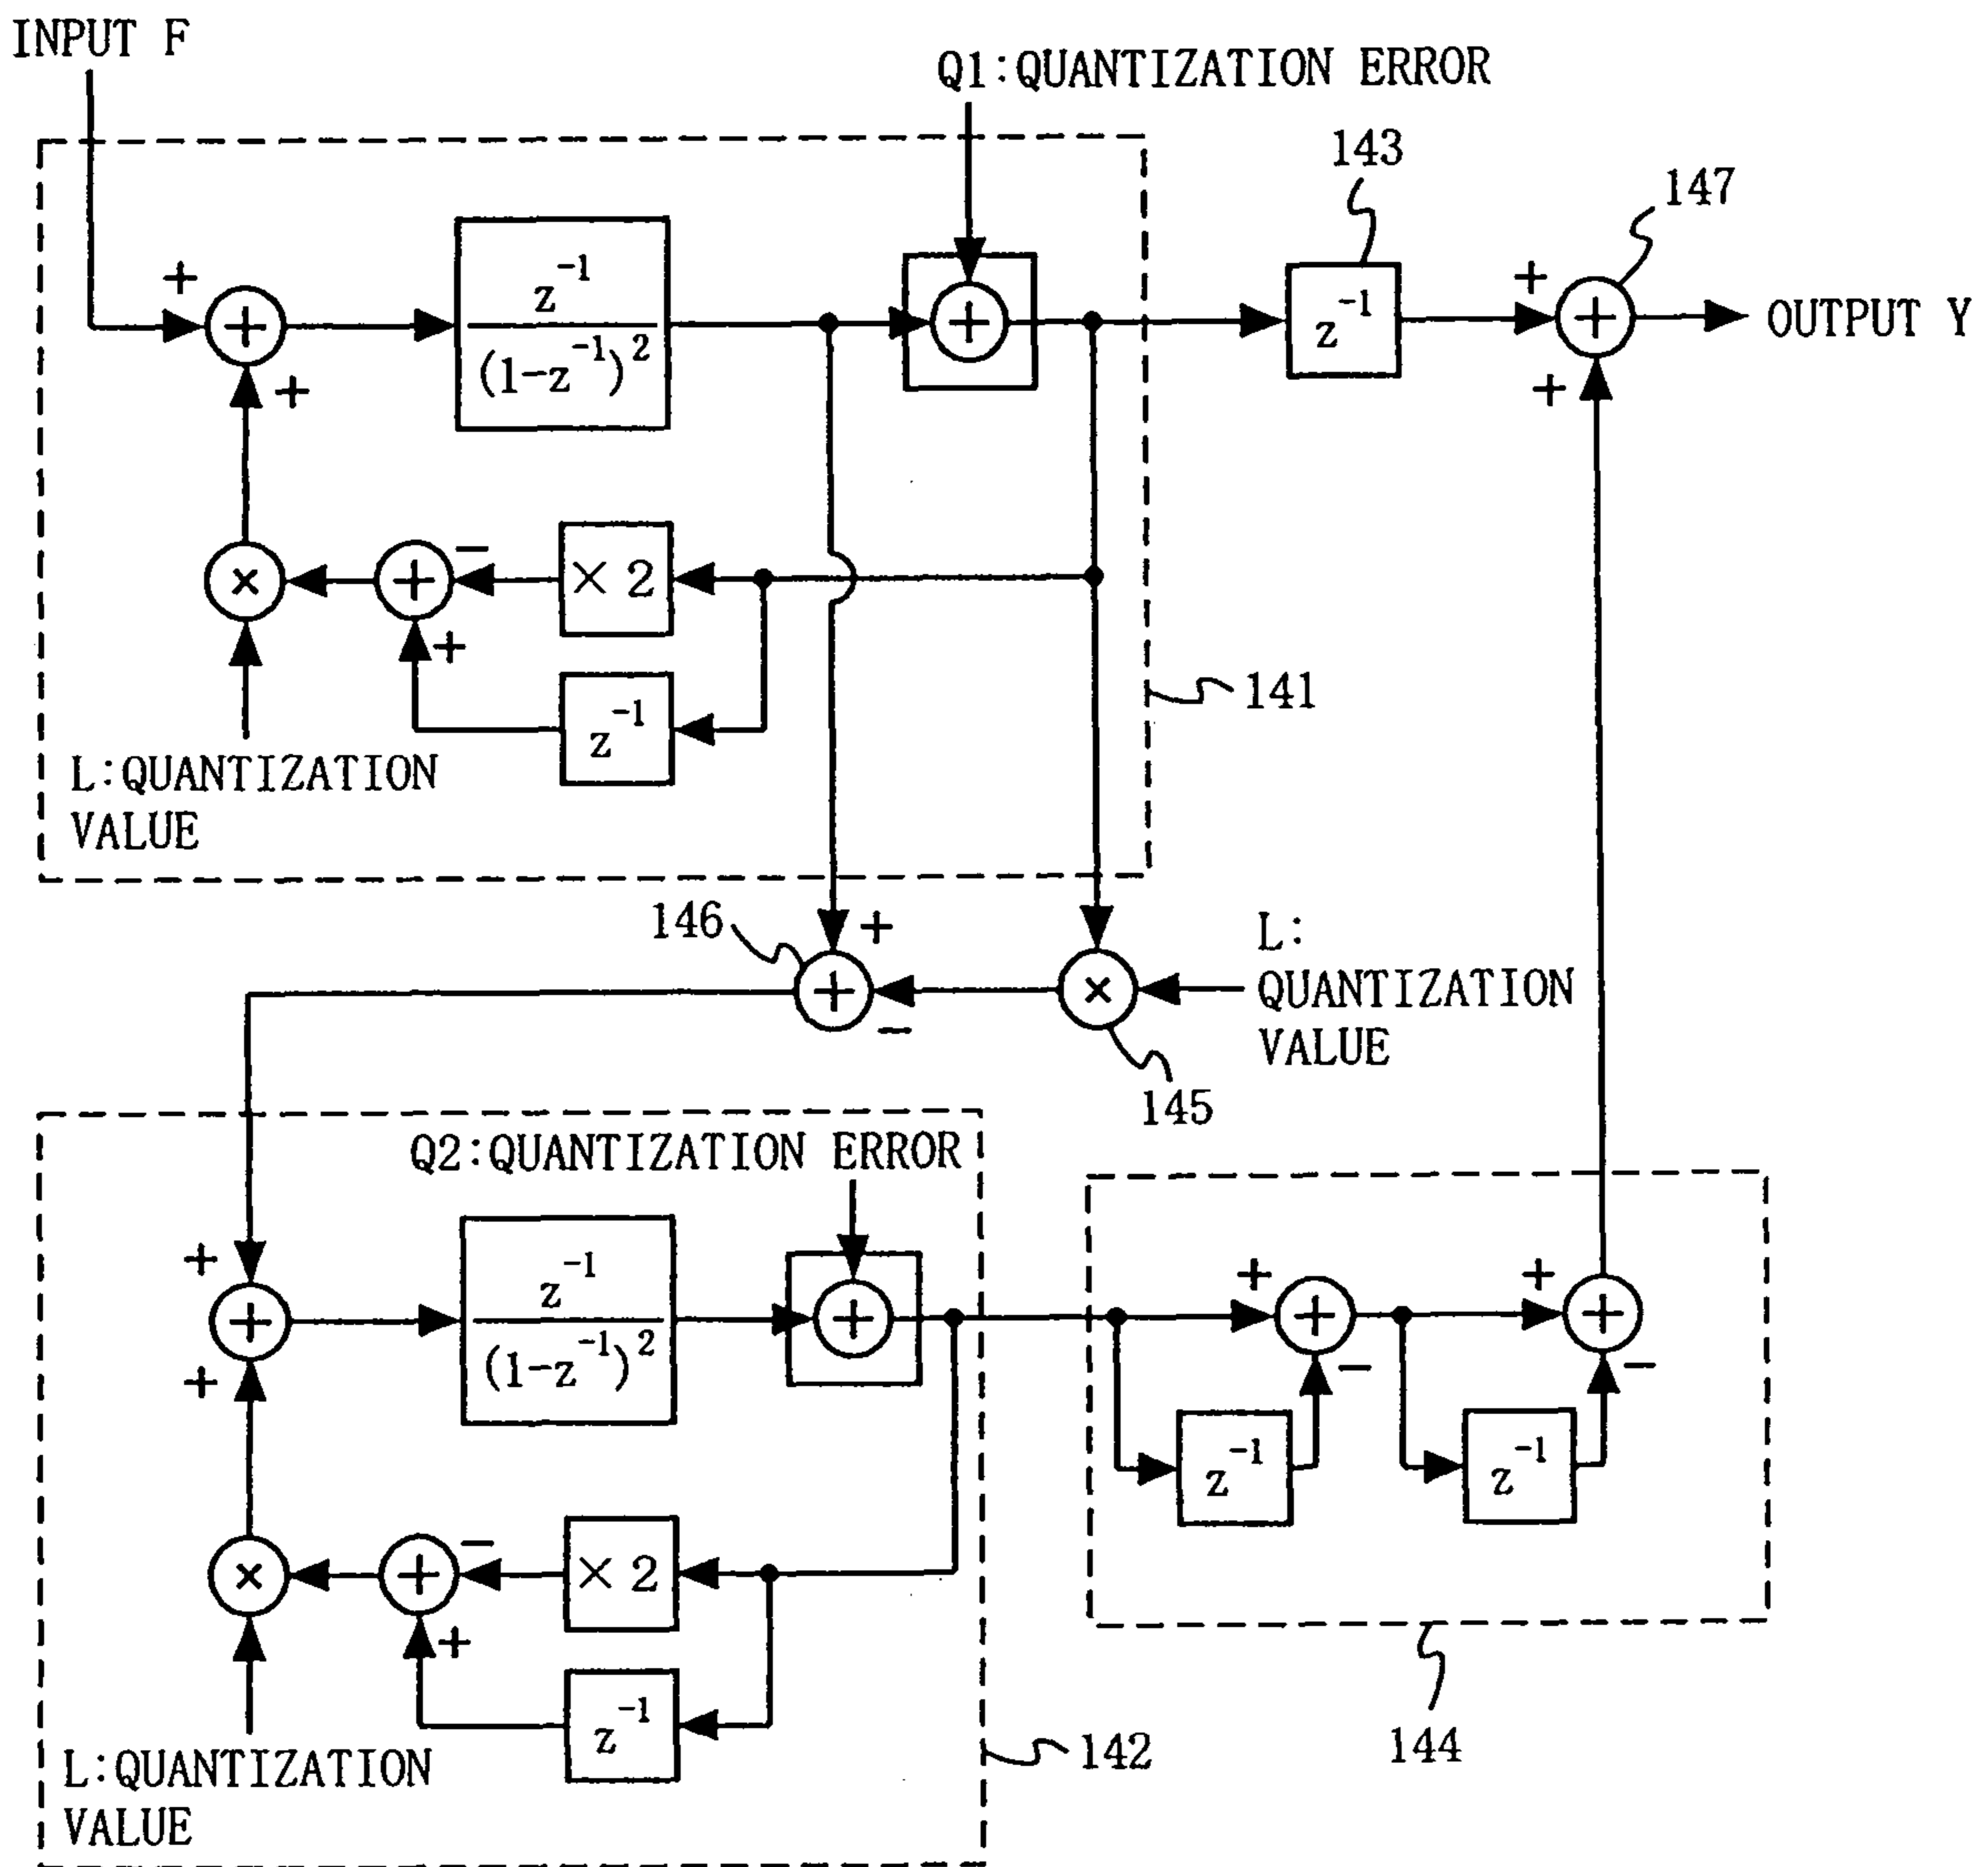 INPUT F
Q1:QUANTIZATION ERROR
143
147
+
+
z⁻¹
(1-z⁻¹)²
+
z⁻¹
+
+
+
OUTPUT Y
+
×
+
−
× 2
+
z⁻¹
141
L:QUANTIZATION
VALUE
146
+
+
−
×
L:
QUANTIZATION
VALUE
145
Q2:QUANTIZATION ERROR
+
+
+
z⁻¹
(1-z⁻¹)²
+
+
+
−
+
+
−
z⁻¹
z⁻¹
×
+
−
× 2
+
z⁻¹
142
144
L:QUANTIZATION
VALUE